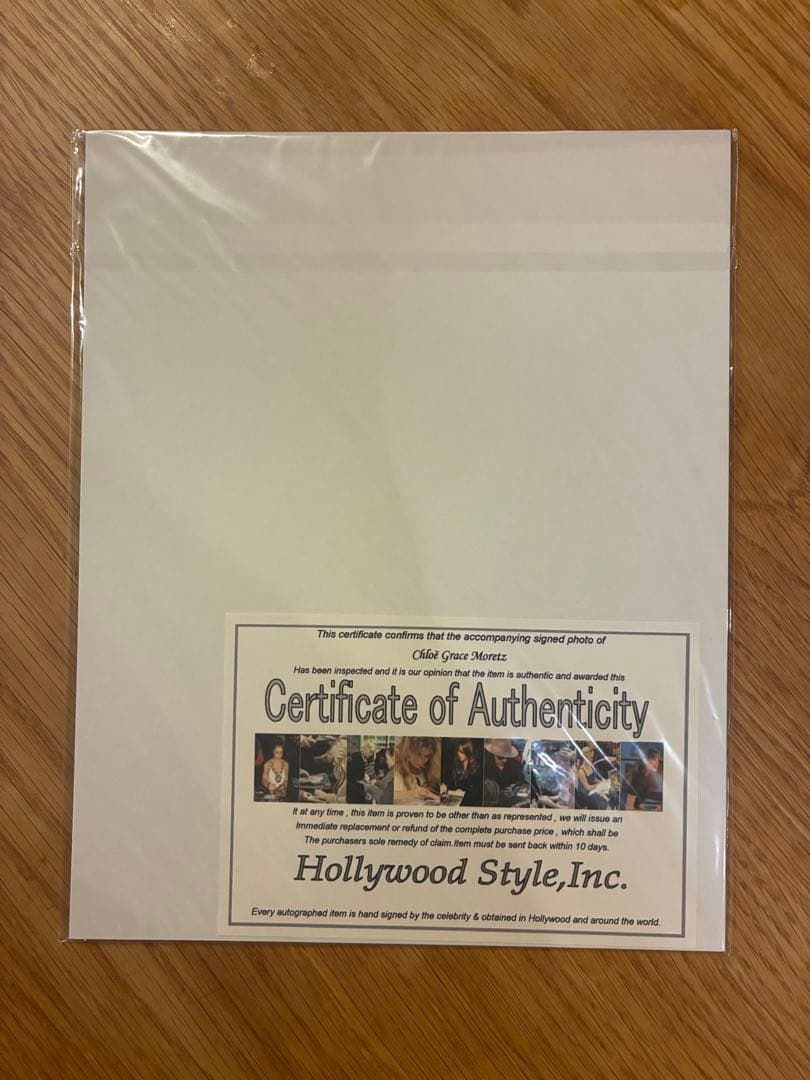 This certificate confirms that the accompanying signed photo of
Chloë Grace Moretz
Has been inspected and it is our opinion that the item is authentic and awarded this
Certificate of Authenticity
It at any time , this item is proven to be other than as represented , we will issue an
Immediate replacement or refund of the complete purchase price , which shall be
The purchasers sole remedy of claim.Item must be sent back within 10 days.
Hollywood Style,Inc.
Every autographed item is hand signed by the celebrity & obtained in Hollywood and around the world.